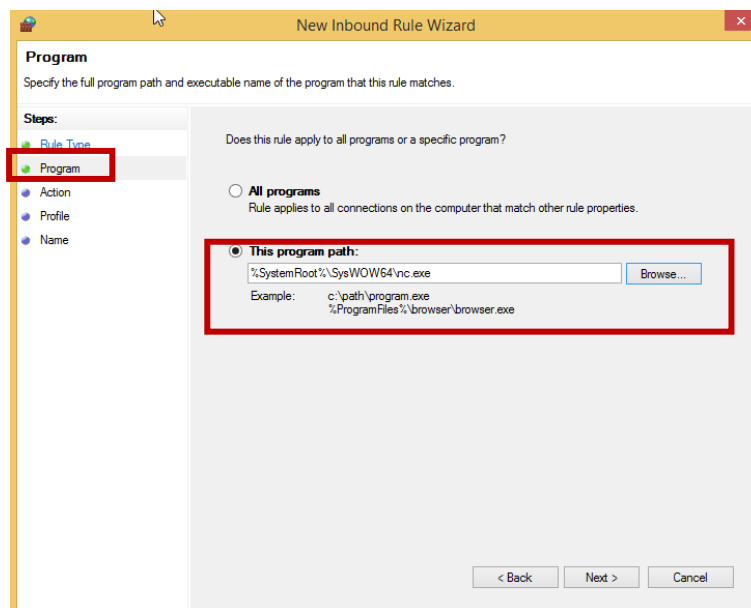 New Inbound Rule Wizard
Program
Specify the full program path and executable name of the program that this rule matches.
Steps:
Rule Type
Program
Action
Profile
Name
Does this rule apply to all programs or a specific program?
All programs
Rule applies to all connections on the computer that match other rule properties.
This program path:
%SystemRoot%\SysWOW64\nc.exe
Browse...
Example: c:\path\program.exe
%ProgramFiles%\browser\browser.exe
< Back Next > Cancel